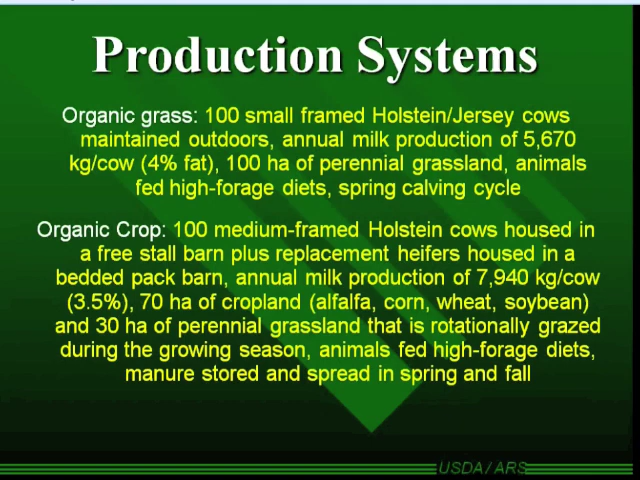 Production Systems
Organic grass: 100 small framed Holstein/Jersey cows
maintained outdoors, annual milk production of 5,670
kg/cow (4% fat), 100 ha of perennial grassland, animals
fed high-forage diets, spring calving cycle
Organic Crop: 100 medium-framed Holstein cows housed in
a free stall barn plus replacement heifers housed in a
bedded pack barn, annual milk production of 7,940 kg/cow
(3.5%), 70 ha of cropland (alfalfa, corn, wheat, soybean)
and 30 ha of perennial grassland that is rotationally grazed
during the growing season, animals fed high-forage diets,
manure stored and spread in spring and fall
USDA/ARS